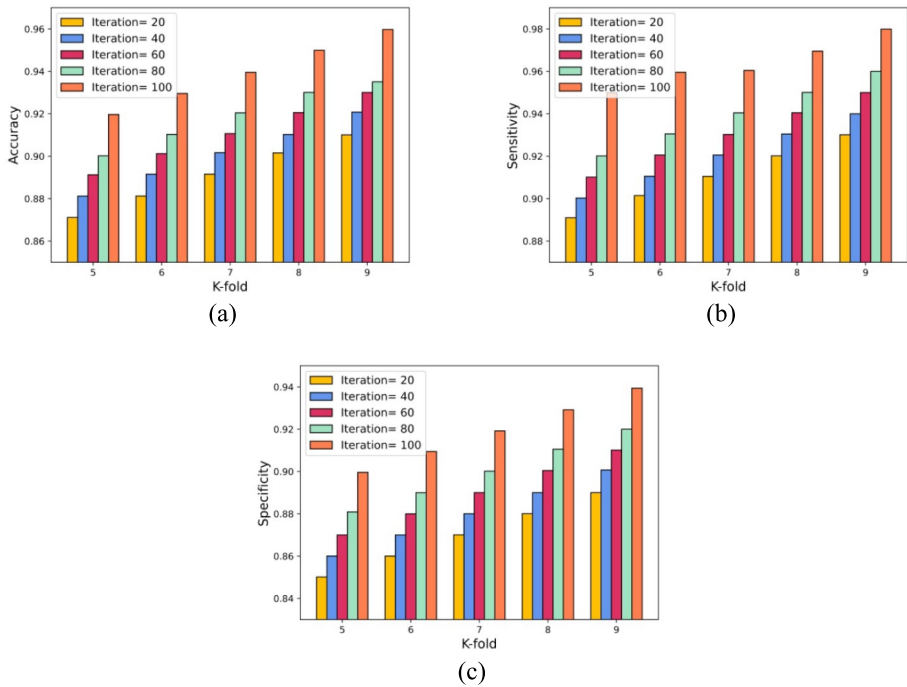 Iteration= 20
Iteration= 40
Iteration= 60
Iteration= 80
Iteration= 100
0.96
0.94
0.92
0.90
0.88
0.86
Accuracy
5 6 7 8 9
K-fold
(a)
Iteration= 20
Iteration= 40
Iteration= 60
Iteration= 80
Iteration= 100
0.98
0.96
0.94
0.92
0.90
0.88
Sensitivity
5 6 7 8 9
K-fold
(b)
Iteration= 20
Iteration= 40
Iteration= 60
Iteration= 80
Iteration= 100
0.94
0.92
0.90
0.88
0.86
0.84
Specificity
5 6 7 8 9
K-fold
(c)